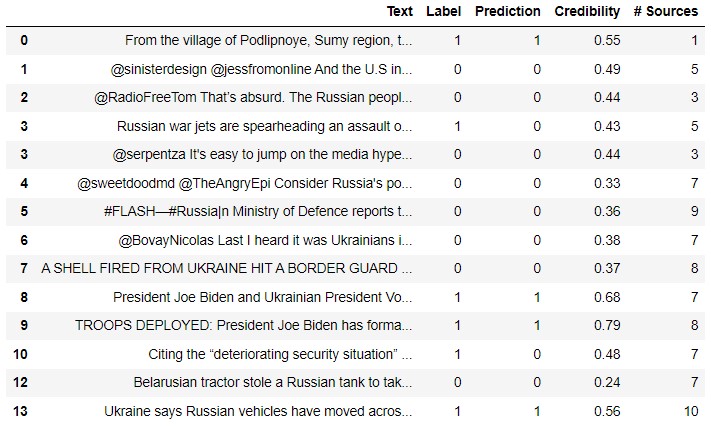 Text Label Prediction Credibility # Sources
0 From the village of Podlipnoye, Sumy region, t... 1 1 0.55 1
1 @sinisterdesign @jessfromonline And the U.S in... 0 0 0.49 5
2 @RadioFreeTom That's absurd. The Russian peopl... 0 0 0.44 3
3 Russian war jets are spearheading an assault o... 1 0 0.43 5
3 @serpentza It's easy to jump on the media hype... 0 0 0.44 3
4 @sweetdoodmd @TheAngryEpi Consider Russia's po... 0 0 0.33 7
5 #FLASH—#Russia|n Ministry of Defence reports t... 0 0 0.36 9
6 @BovayNicolas Last I heard it was Ukrainians i... 0 0 0.38 7
7 A SHELL FIRED FROM UKRAINE HIT A BORDER GUARD ... 0 0 0.37 8
8 President Joe Biden and Ukrainian President Vo... 1 1 0.68 7
9 TROOPS DEPLOYED: President Joe Biden has forma... 1 1 0.79 8
10 Citing the “deteriorating security situation” ... 1 0 0.48 7
12 Belarusian tractor stole a Russian tank to tak... 0 0 0.24 7
13 Ukraine says Russian vehicles have moved acros... 1 1 0.56 10